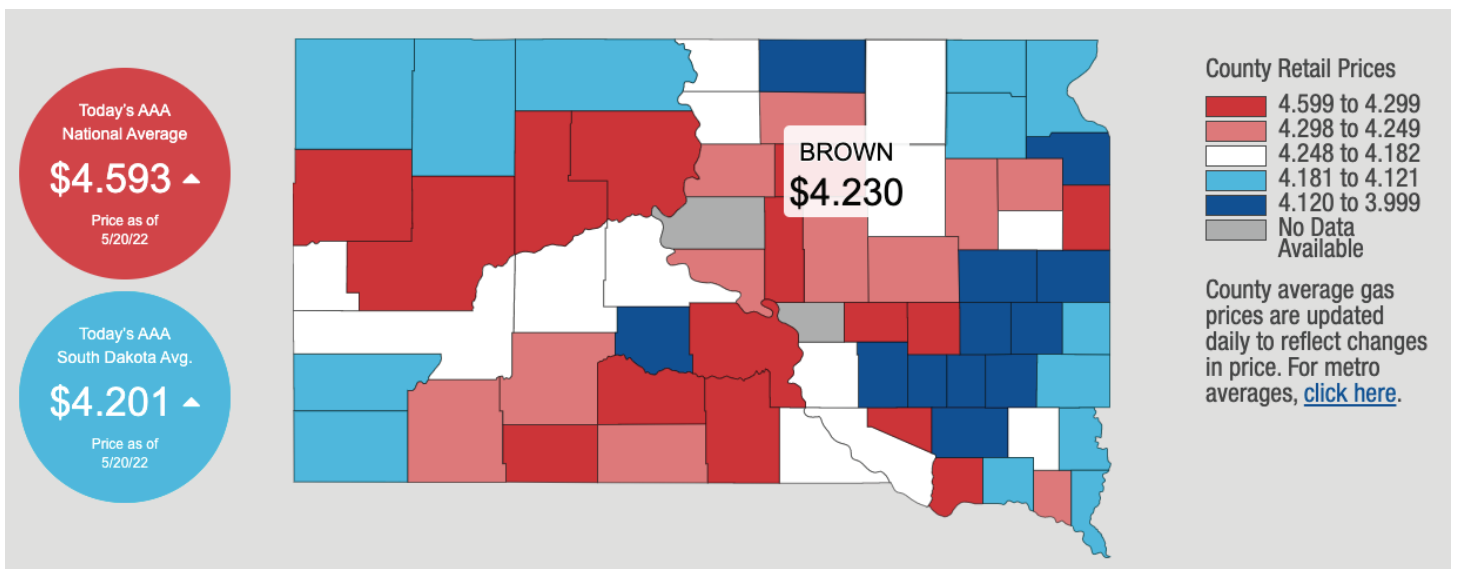 Today's AAA
National Average
$4.593
Price as of
5/20/22
Today's AAA
South Dakota Avg.
$4.201
Price as of
5/20/22
BROWN
$4.230
County Retail Prices
4.599 to 4.299
4.298 to 4.249
4.248 to 4.182
4.181 to 4.121
4.120 to 3.999
No Data
Available
County average gas
prices are updated
daily to reflect changes
in price. For metro
averages, click here.